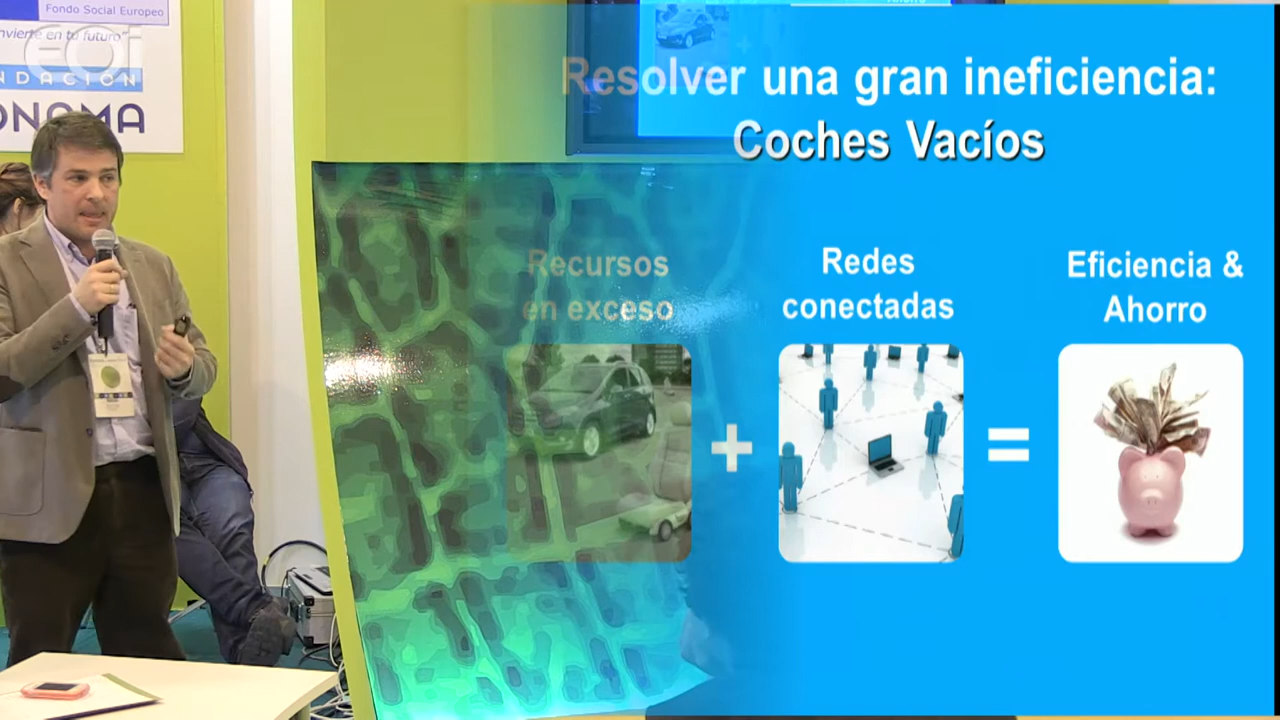 Fondo Social Europeo
nvierte en tu futuro"
EOi
NDACIÓN
ONAMA
Resolver una gran ineficiencia:
Coches Vacíos
Recursos
en exceso
Redes
conectadas
Eficiencia &
Ahorro
+
=